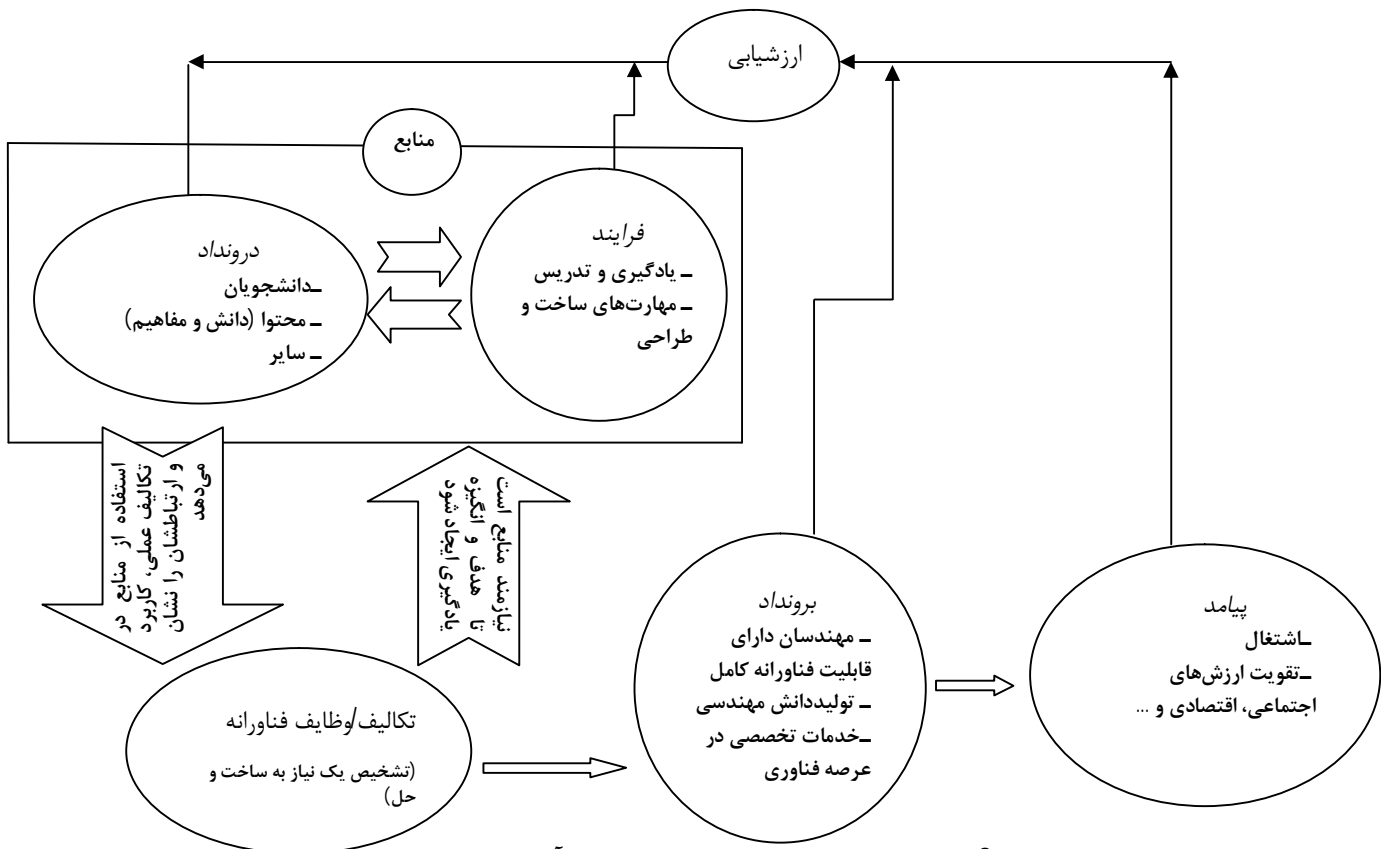 ارزشیابی
منابع
فرایند
ـ یادگیری و تدریس
ـ مهارت‌های ساخت و
طراحی
درونداد
ـدانشجویان
ـ محتوا (دانش و مفاهیم)
ـ سایر
استفاده از منابع در
تکالیف عملی، کاربرد
و ارتباطشان را نشان
می‌دهد
نیازمند منابع است
تا هدف و انگیزه
یادگیری ایجاد شود
تکالیف/وظایف فناورانه
(تشخیص یک نیاز به ساخت و
حل)
برونداد
ـ مهندسان دارای
قابلیت فناورانه کامل
ـ تولیددانش مهندسی
ـخدمات تخصصی در
عرصه فناوری
پیامد
ـاشتغال
ـتقویت ارزش‌های
اجتماعی، اقتصادی و ...